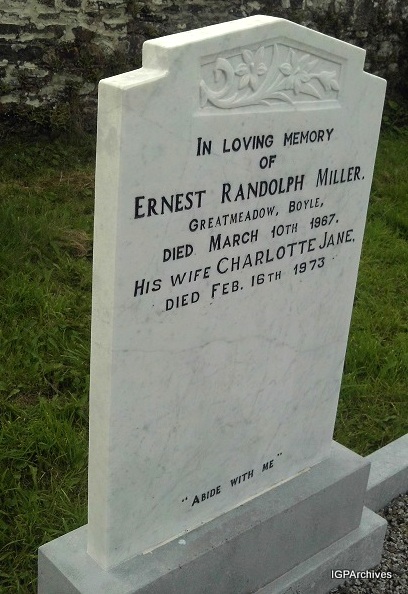 IN LOVING MEMORY
OF
ERNEST RANDOLPH MILLER.
GREATMEADOW, BOYLE,
DIED MARCH 10TH 1967.
HIS WIFE CHARLOTTE JANE.
DIED FEB. 16TH 1973
"ABIDE WITH ME"
IGPArchives